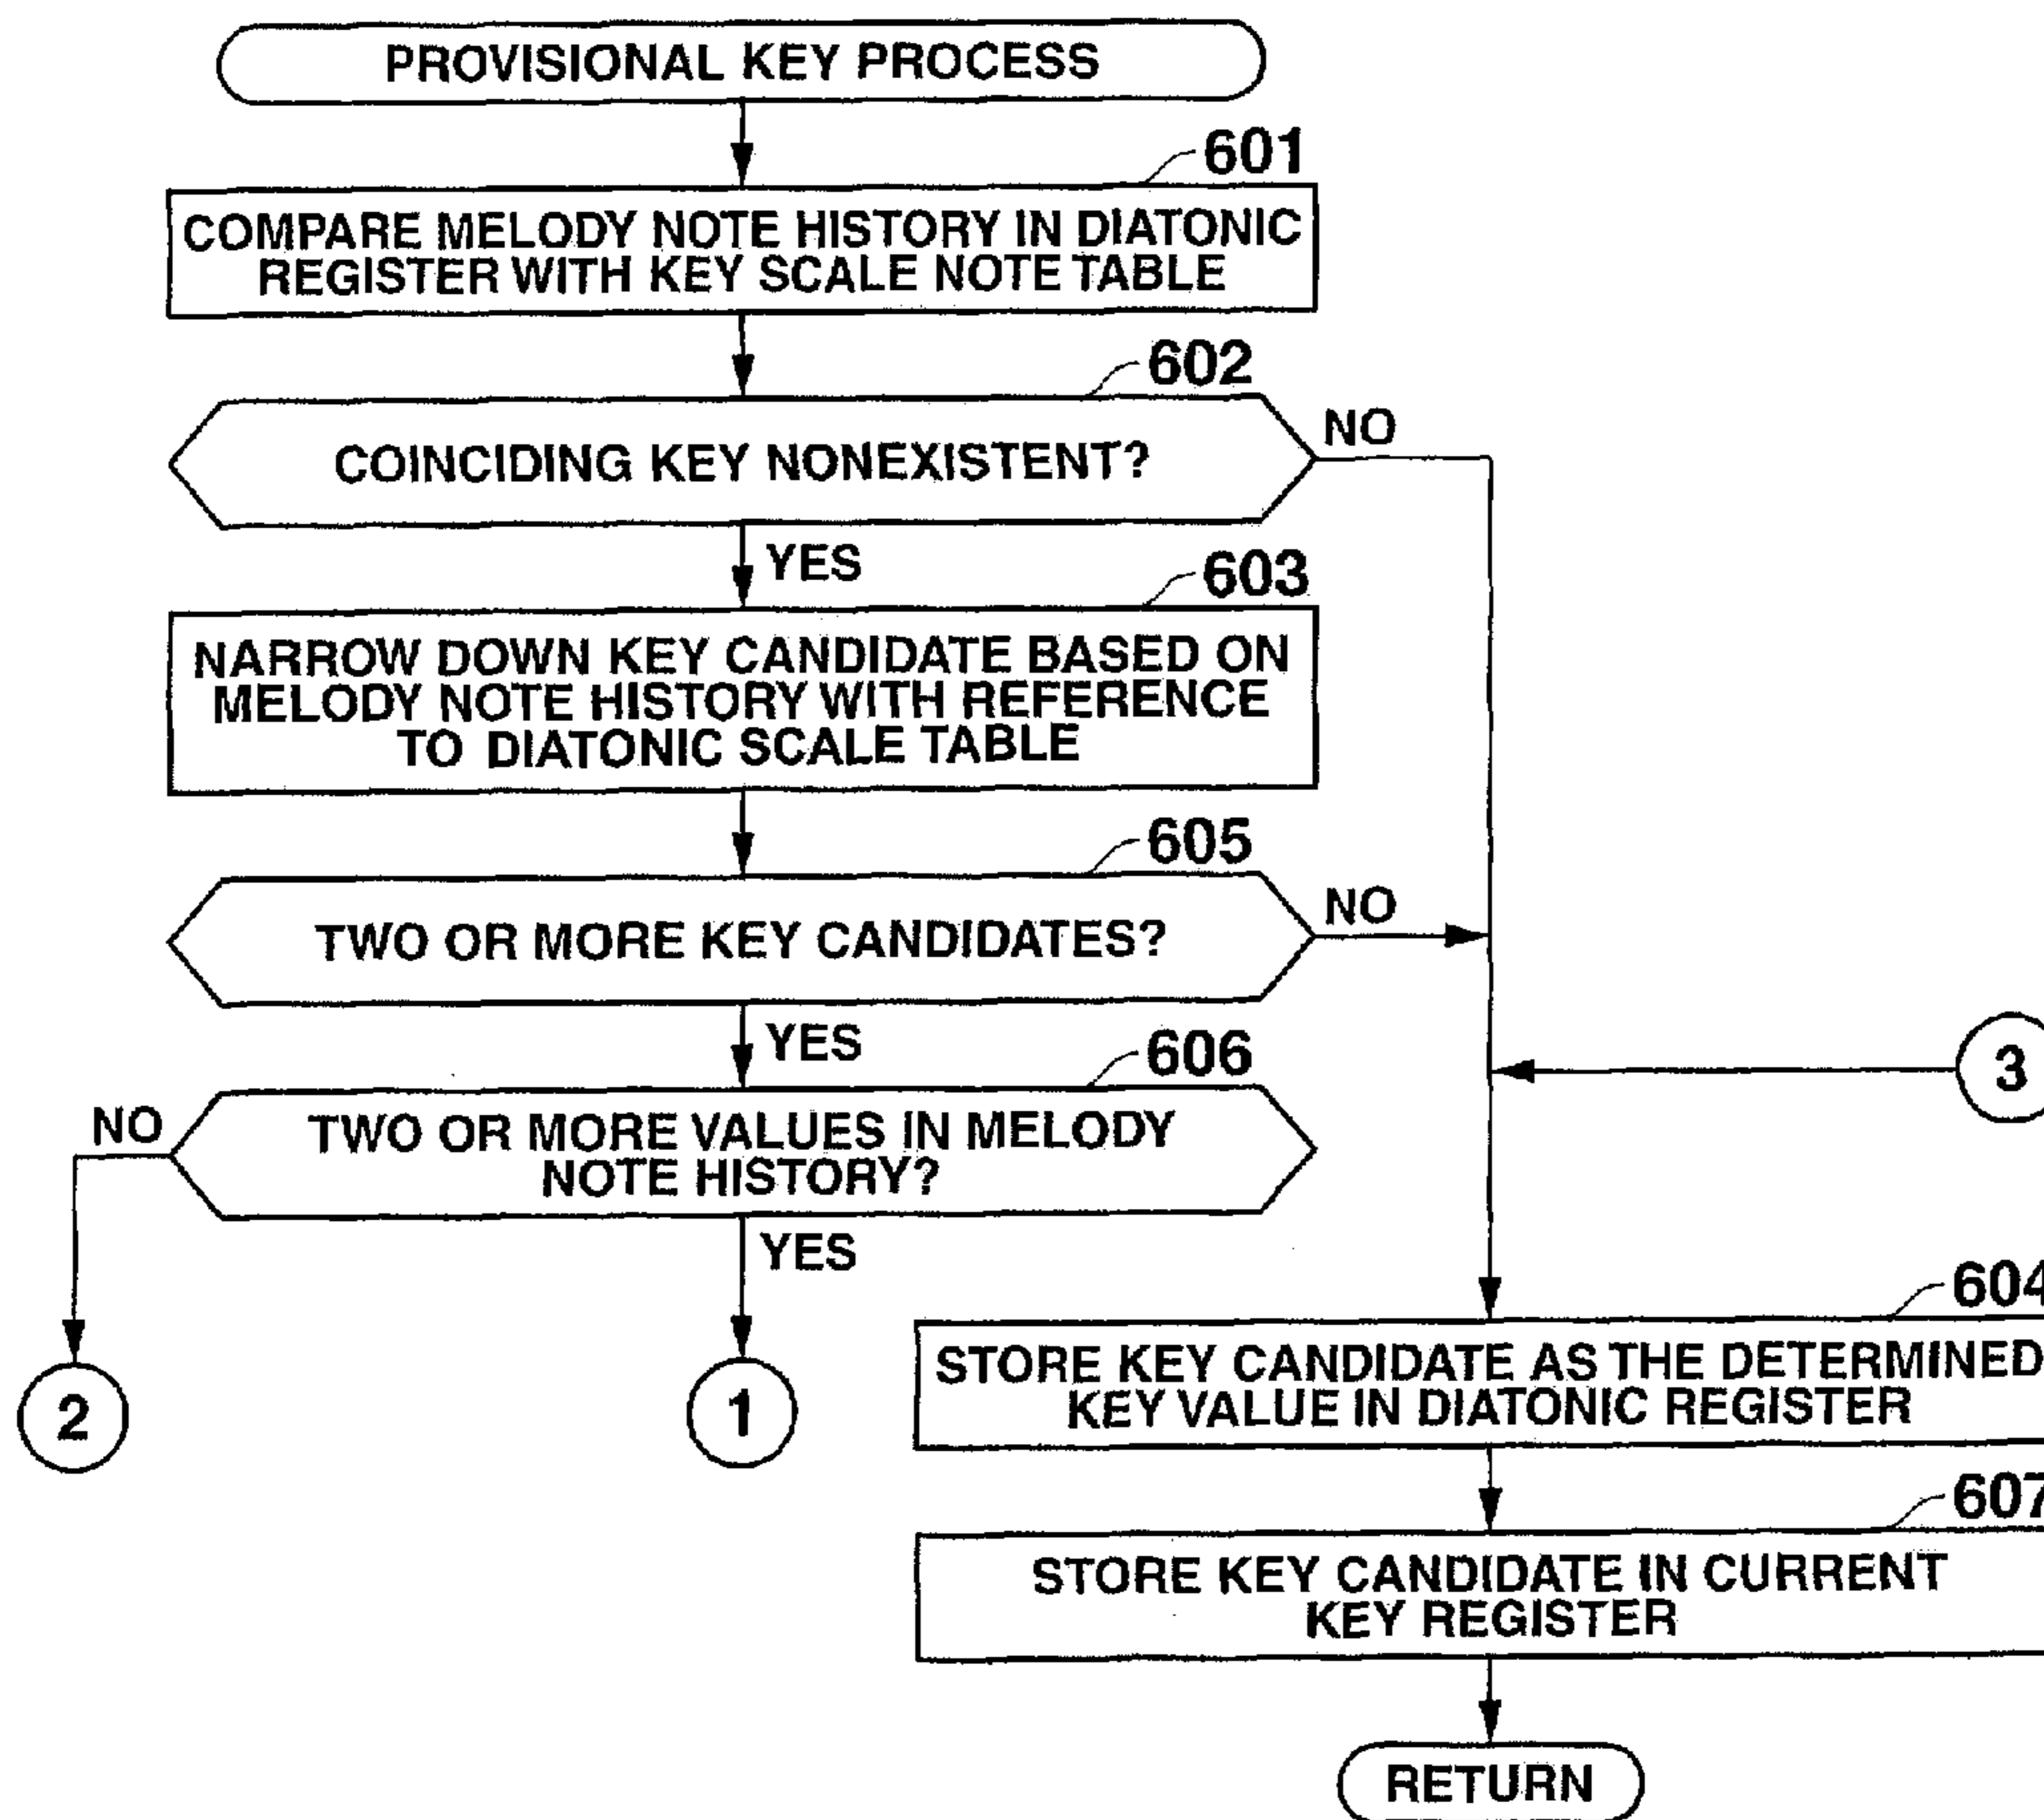 PROVISIONAL KEY PROCESS
601
COMPARE MELODY NOTE HISTORY IN DIATONIC
REGISTER WITH KEY SCALE NOTE TABLE
602
COINCIDING KEY NONEXISTENT?
NO
YES
603
NARROW DOWN KEY CANDIDATE BASED ON
MELODY NOTE HISTORY WITH REFERENCE
TO DIATONIC SCALE TABLE
605
TWO OR MORE KEY CANDIDATES?
NO
YES
606
3
NO
TWO OR MORE VALUES IN MELODY
NOTE HISTORY?
YES
2
1
604
STORE KEY CANDIDATE AS THE DETERMINED
KEY VALUE IN DIATONIC REGISTER
607
STORE KEY CANDIDATE IN CURRENT
KEY REGISTER
RETURN